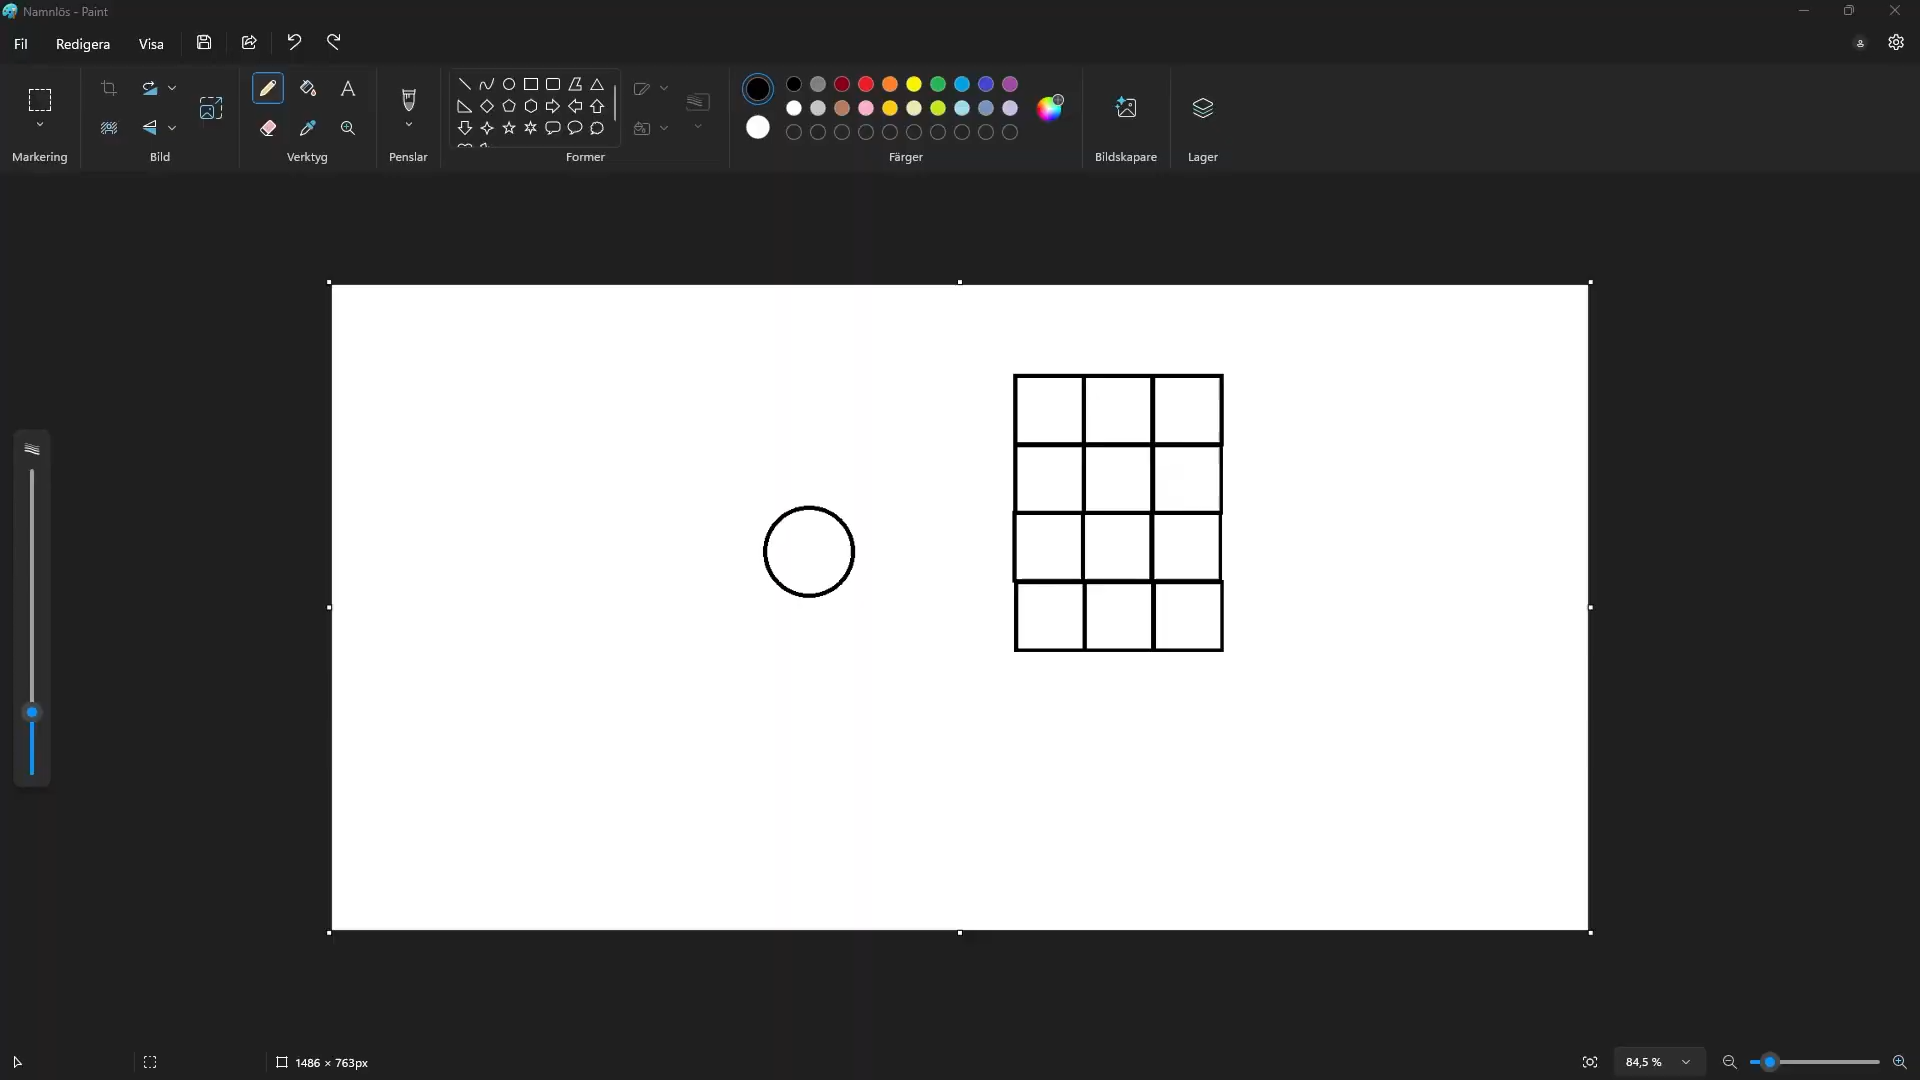 Namnlös - Paint
Fil Redigera Visa
Markering Bild Verktyg Penslar Former Färger Bildskapare Lager
1486 × 763px 84,5 %